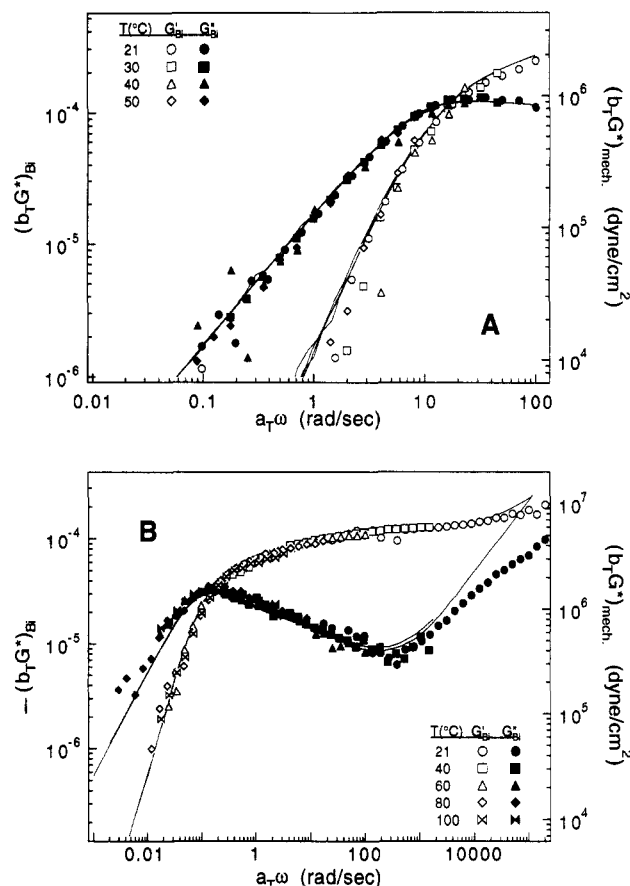 T(°C) G'Bi G"Bi
21 ○ ●
30 □ ■
40 △ ▲
50 ◇ ◆
10⁻⁴
10⁻⁵
10⁻⁶
(bTG*)Bi
10⁶
10⁵
10⁴
(bTG*)mech. (dyne/cm²)
A
0.01 0.1 1 10 100
aTω (rad/sec)
B
10⁻⁴
10⁻⁵
10⁻⁶
— (bTG*)Bi
10⁷
10⁶
10⁵
10⁴
(bTG*)mech. (dyne/cm²)
T(°C) G'Bi G"Bi
21 ○ ●
40 □ ■
60 △ ▲
80 ◇ ◆
100
0.01 1 100 10000
aTω (rad/sec)